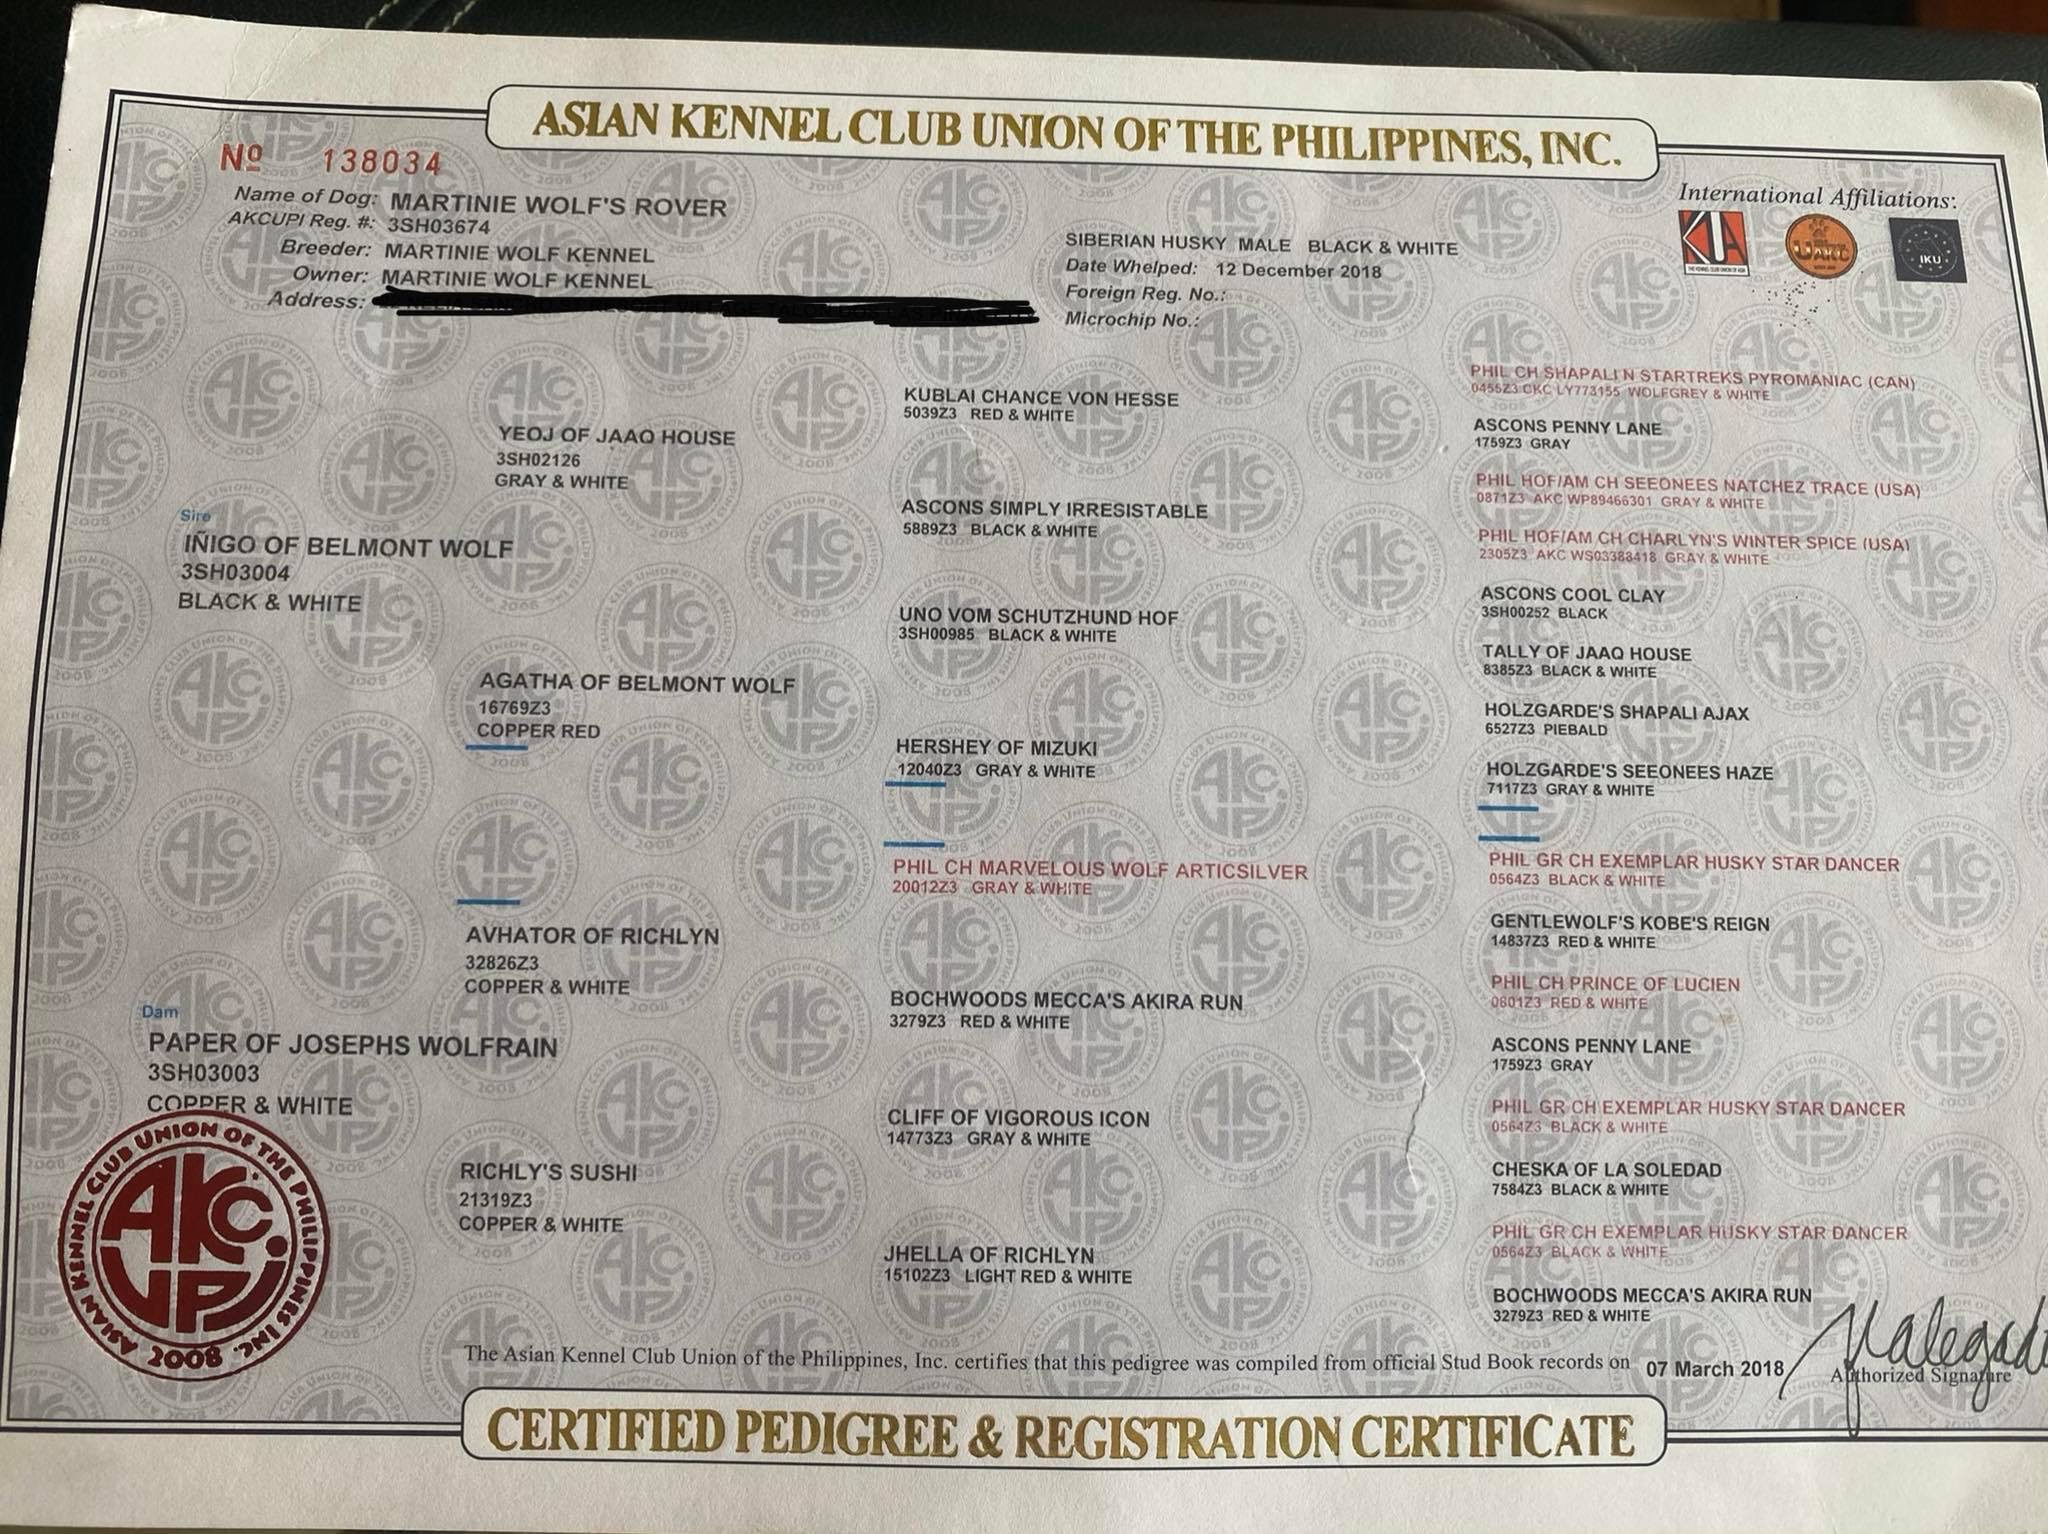 ASIAN KENNEL CLUB UNION OF THE PHILIPPINES, INC.
Nº 138034
Name of Dog: MARTINIE WOLF'S ROVER
AKCUPI Reg. #: 3SH03674
Breeder: MARTINIE WOLF KENNEL
Owner: MARTINIE WOLF KENNEL
Address:
SIBERIAN HUSKY MALE BLACK & WHITE
Date Whelped: 12 December 2018
Foreign Reg. No.:
Microchip No.:
International Affiliations:
KUA
THE KENNEL CLUB UNION OF ASIA
UAKC
IKU
Sire
IÑIGO OF BELMONT WOLF
3SH03004
BLACK & WHITE
Dam
PAPER OF JOSEPHS WOLFRAIN
3SH03003
COPPER & WHITE
YEOJ OF JAAQ HOUSE
3SH02126
GRAY & WHITE
AGATHA OF BELMONT WOLF
16769Z3
COPPER RED
AVHATOR OF RICHLYN
32826Z3
COPPER & WHITE
RICHLY'S SUSHI
21319Z3
COPPER & WHITE
KUBLAI CHANCE VON HESSE
5039Z3 RED & WHITE
ASCONS SIMPLY IRRESISTABLE
5889Z3 BLACK & WHITE
UNO VOM SCHUTZHUND HOF
3SH00985 BLACK & WHITE
HERSHEY OF MIZUKI
12040Z3 GRAY & WHITE
PHIL CH MARVELOUS WOLF ARTICSILVER
20012Z3 GRAY & WHITE
BOCHWOODS MECCA'S AKIRA RUN
3279Z3 RED & WHITE
CLIFF OF VIGOROUS ICON
14773Z3 GRAY & WHITE
JHELLA OF RICHLYN
15102Z3 LIGHT RED & WHITE
PHIL CH SHAPALI N STARTREKS PYROMANIAC (CAN)
0455Z3 CKC LY773155 WOLFGREY & WHITE
ASCONS PENNY LANE
1759Z3 GRAY
PHIL HOF/AM CH SEEONEES NATCHEZ TRACE (USA)
0871Z3 AKC WP89466301 GRAY & WHITE
PHIL HOF/AM CH CHARLYN'S WINTER SPICE (USA)
2305Z3 AKC WS03388418 GRAY & WHITE
ASCONS COOL CLAY
3SH00252 BLACK
TALLY OF JAAQ HOUSE
8385Z3 BLACK & WHITE
HOLZGARDE'S SHAPALI AJAX
6527Z3 PIEBALD
HOLZGARDE'S SEEONEES HAZE
7117Z3 GRAY & WHITE
PHIL GR CH EXEMPLAR HUSKY STAR DANCER
0564Z3 BLACK & WHITE
GENTLEWOLF'S KOBE'S REIGN
14837Z3 RED & WHITE
PHIL CH PRINCE OF LUCIEN
0801Z3 RED & WHITE
ASCONS PENNY LANE
1759Z3 GRAY
PHIL GR CH EXEMPLAR HUSKY STAR DANCER
0564Z3 BLACK & WHITE
CHESKA OF LA SOLEDAD
7584Z3 BLACK & WHITE
PHIL GR CH EXEMPLAR HUSKY STAR DANCER
0564Z3 BLACK & WHITE
BOCHWOODS MECCA'S AKIRA RUN
3279Z3 RED & WHITE
ASIAN KENNEL CLUB UNION OF THE PHILIPPINES INC.
AKCUPI
2008
The Asian Kennel Club Union of the Philippines, Inc. certifies that this pedigree was compiled from official Stud Book records on 07 March 2018
Authorized Signature
CERTIFIED PEDIGREE & REGISTRATION CERTIFICATE